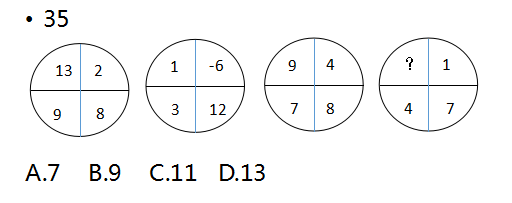 • 35
13 2 1 -6 9 4 ? 1
9 8 3 12 7 8 4 7
A.7 B.9 C.11 D.13